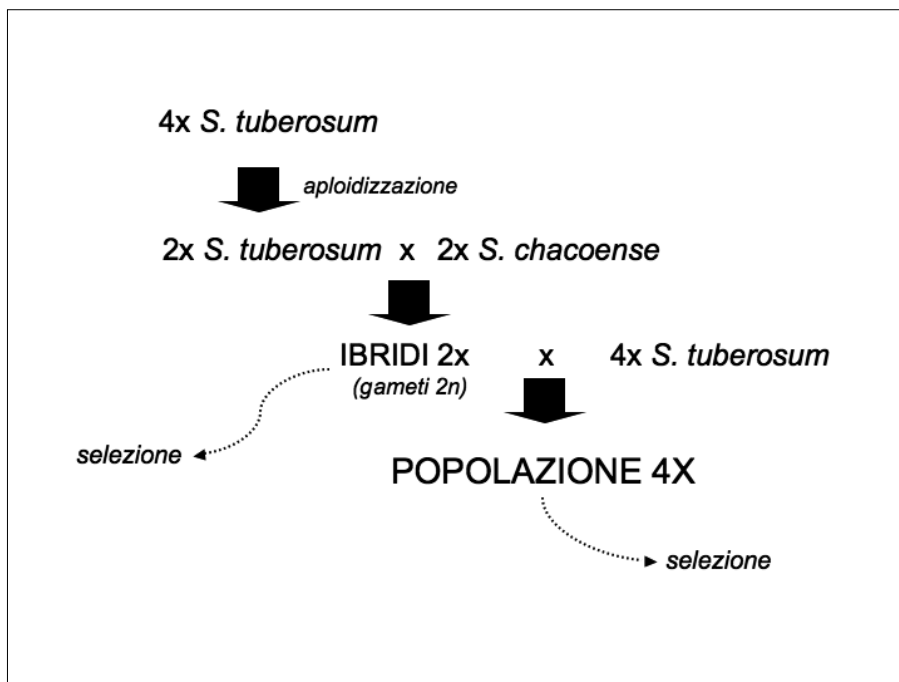 4x S. tuberosum
aploidizzazione
2x S. tuberosum x 2x S. chacoense
IBRIDI 2x x 4x S. tuberosum
(gameti 2n)
selezione
POPOLAZIONE 4X
selezione